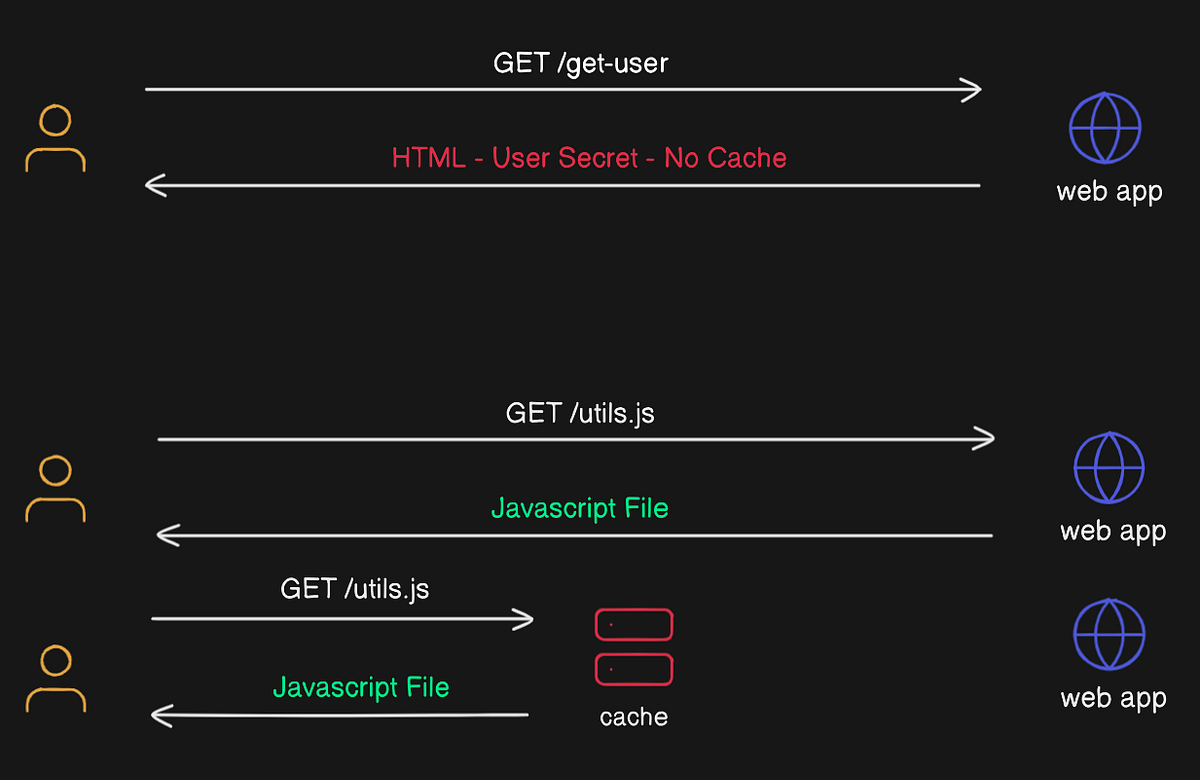 GET /get-user
HTML - User Secret - No Cache
web app
GET /utils.js
Javascript File
web app
GET /utils.js
Javascript File
cache
web app